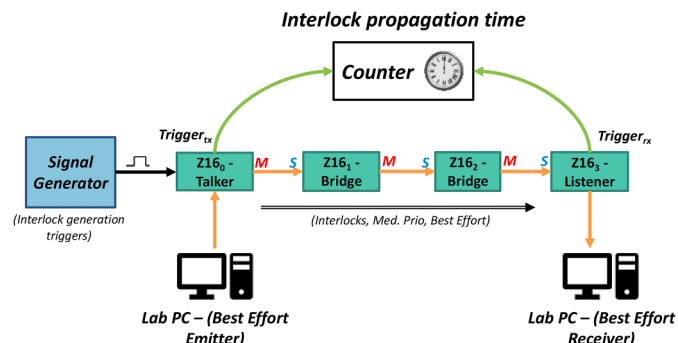 Interlock propagation time
Counter
Trigger_tx
Trigger_rx
Signal
Generator
Z16_0 -
Talker
M
S
Z16_1 -
Bridge
M
S
Z16_2 -
Bridge
M
S
Z16_3 -
Listener
(Interlock generation
triggers)
(Interlocks, Med. Prio, Best Effort)
Lab PC – (Best Effort
Emitter)
Lab PC – (Best Effort
Receiver)